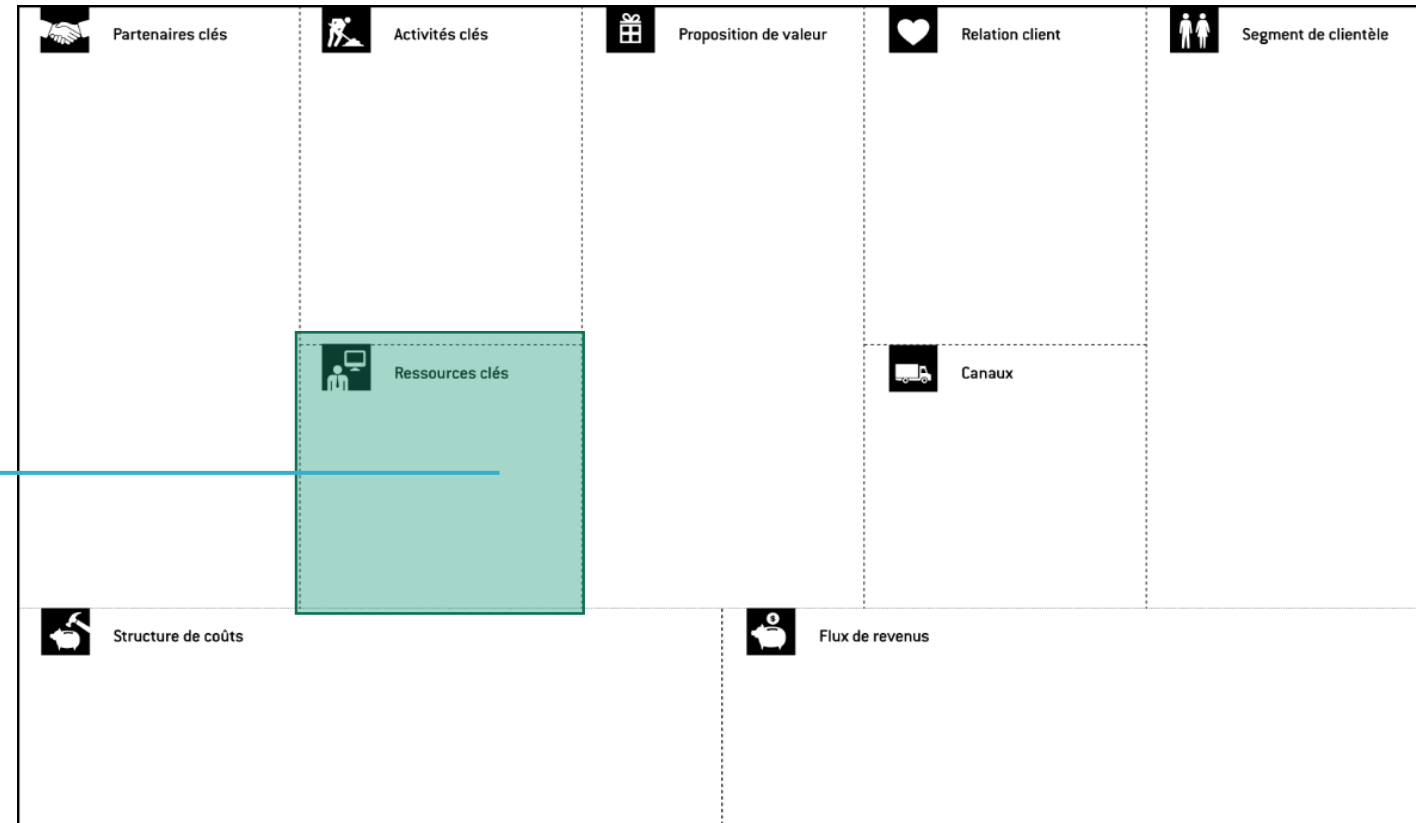 Partenaires clés
Activités clés
Proposition de valeur
Relation client
Segment de clientèle
Ressources clés
Canaux
Structure de coûts
Flux de revenus